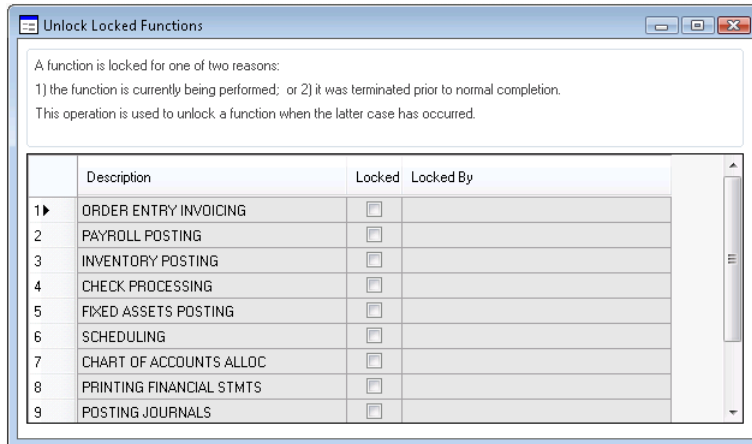 Unlock Locked Functions
A function is locked for one of two reasons:
1) the function is currently being performed;  or 2) it was terminated prior to normal completion.
This operation is used to unlock a function when the latter case has occurred.
Description Locked Locked By
1 ORDER ENTRY INVOICING
2 PAYROLL POSTING
3 INVENTORY POSTING
4 CHECK PROCESSING
5 FIXED ASSETS POSTING
6 SCHEDULING
7 CHART OF ACCOUNTS ALLOC
8 PRINTING FINANCIAL STMTS
9 POSTING JOURNALS